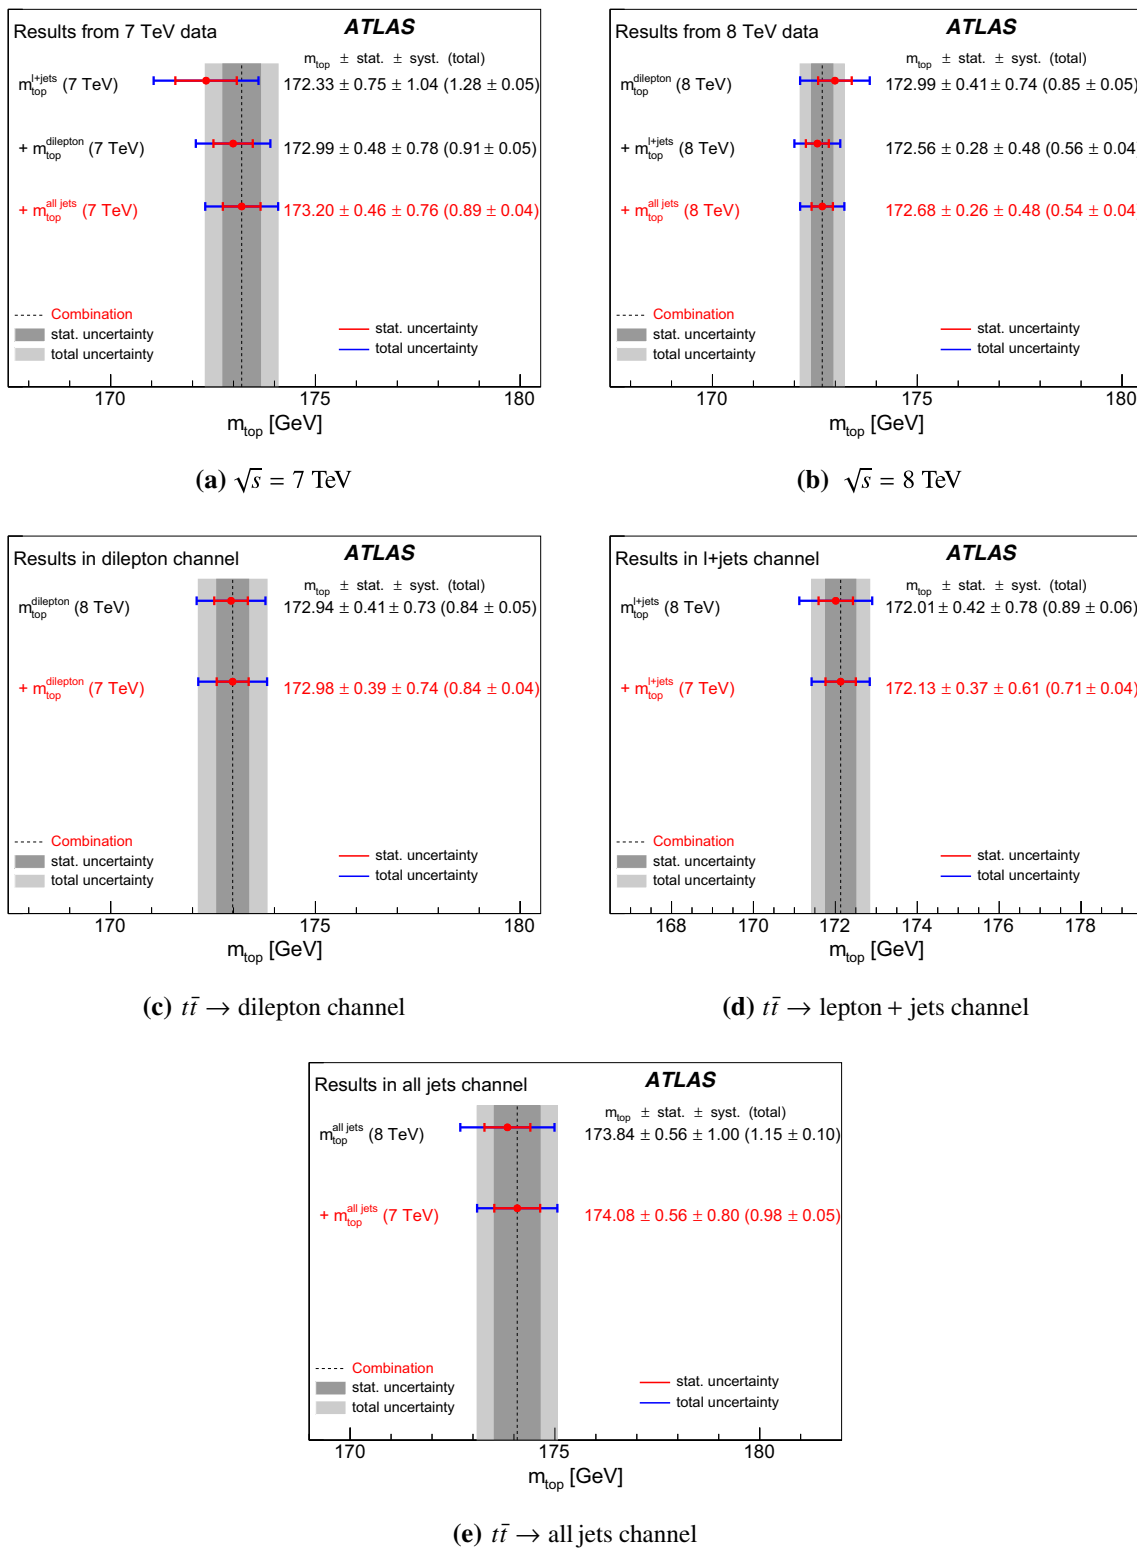 Results from 7 TeV data
ATLAS
m_top ± stat. ± syst. (total)
m_top^l+jets (7 TeV) 172.33 ± 0.75 ± 1.04 (1.28 ± 0.05)
+ m_top^dilepton (7 TeV) 172.99 ± 0.48 ± 0.78 (0.91 ± 0.05)
+ m_top^all jets (7 TeV) 173.20 ± 0.46 ± 0.76 (0.89 ± 0.04)
Combination
stat. uncertainty
total uncertainty
stat. uncertainty
total uncertainty
170 175 180
m_top [GeV]
(a) √s = 7 TeV
Results from 8 TeV data
ATLAS
m_top ± stat. ± syst. (total)
m_top^dilepton (8 TeV) 172.99 ± 0.41 ± 0.74 (0.85 ± 0.05)
+ m_top^l+jets (8 TeV) 172.56 ± 0.28 ± 0.48 (0.56 ± 0.04)
+ m_top^all jets (8 TeV) 172.68 ± 0.26 ± 0.48 (0.54 ± 0.04)
Combination
stat. uncertainty
total uncertainty
stat. uncertainty
total uncertainty
170 175 180
m_top [GeV]
(b) √s = 8 TeV
Results in dilepton channel
ATLAS
m_top ± stat. ± syst. (total)
m_top^dilepton (8 TeV) 172.94 ± 0.41 ± 0.73 (0.84 ± 0.05)
+ m_top^dilepton (7 TeV) 172.98 ± 0.39 ± 0.74 (0.84 ± 0.04)
Combination
stat. uncertainty
total uncertainty
stat. uncertainty
total uncertainty
170 175 180
m_top [GeV]
(c) tt̄ → dilepton channel
Results in l+jets channel
ATLAS
m_top ± stat. ± syst. (total)
m_top^l+jets (8 TeV) 172.01 ± 0.42 ± 0.78 (0.89 ± 0.06)
+ m_top^l+jets (7 TeV) 172.13 ± 0.37 ± 0.61 (0.71 ± 0.04)
Combination
stat. uncertainty
total uncertainty
stat. uncertainty
total uncertainty
168 170 172 174 176 178
m_top [GeV]
(d) tt̄ → lepton + jets channel
Results in all jets channel
ATLAS
m_top ± stat. ± syst. (total)
m_top^all jets (8 TeV) 173.84 ± 0.56 ± 1.00 (1.15 ± 0.10)
+ m_top^all jets (7 TeV) 174.08 ± 0.56 ± 0.80 (0.98 ± 0.05)
Combination
stat. uncertainty
total uncertainty
stat. uncertainty
total uncertainty
170 175 180
m_top [GeV]
(e) tt̄ → all jets channel